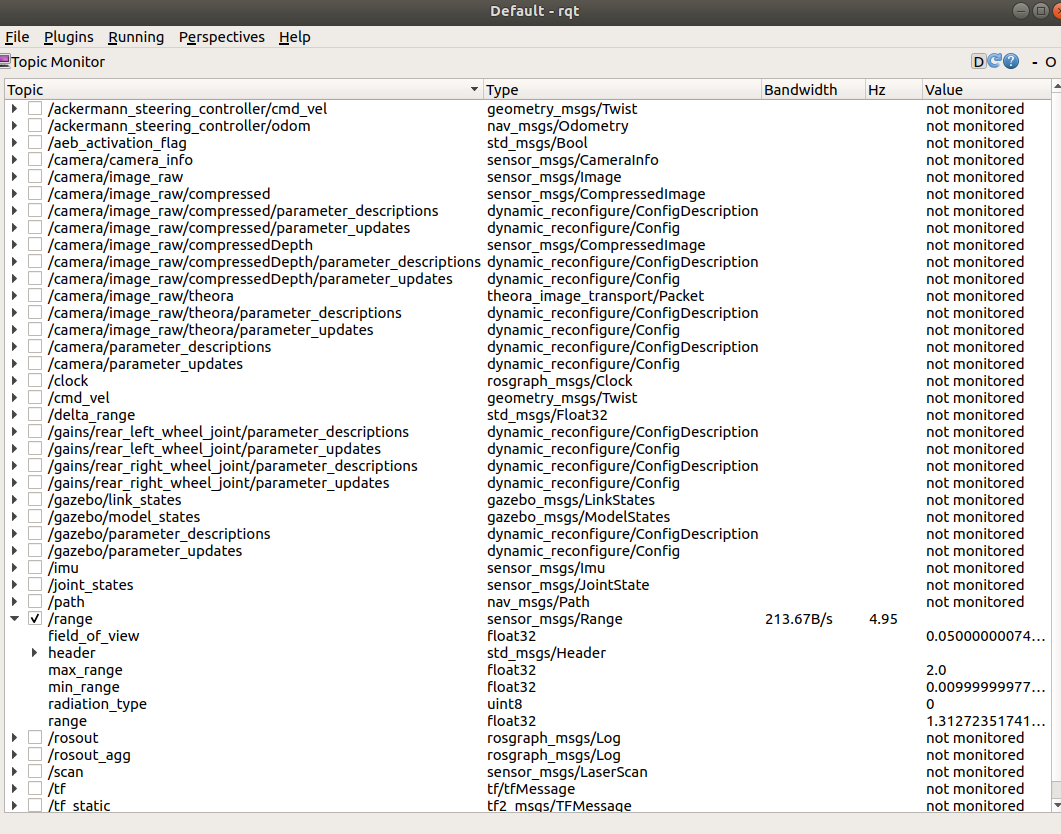 Default - rqt
File Plugins Running Perspectives Help
Topic Monitor D ? - O
Topic Type Bandwidth Hz Value
/ackermann_steering_controller/cmd_vel geometry_msgs/Twist not monitored
/ackermann_steering_controller/odom nav_msgs/Odometry not monitored
/aeb_activation_flag std_msgs/Bool not monitored
/camera/camera_info sensor_msgs/CameraInfo not monitored
/camera/image_raw sensor_msgs/Image not monitored
/camera/image_raw/compressed sensor_msgs/CompressedImage not monitored
/camera/image_raw/compressed/parameter_descriptions dynamic_reconfigure/ConfigDescription not monitored
/camera/image_raw/compressed/parameter_updates dynamic_reconfigure/Config not monitored
/camera/image_raw/compressedDepth sensor_msgs/CompressedImage not monitored
/camera/image_raw/compressedDepth/parameter_descriptions dynamic_reconfigure/ConfigDescription not monitored
/camera/image_raw/compressedDepth/parameter_updates dynamic_reconfigure/Config not monitored
/camera/image_raw/theora theora_image_transport/Packet not monitored
/camera/image_raw/theora/parameter_descriptions dynamic_reconfigure/ConfigDescription not monitored
/camera/image_raw/theora/parameter_updates dynamic_reconfigure/Config not monitored
/camera/parameter_descriptions dynamic_reconfigure/ConfigDescription not monitored
/camera/parameter_updates dynamic_reconfigure/Config not monitored
/clock rosgraph_msgs/Clock not monitored
/cmd_vel geometry_msgs/Twist not monitored
/delta_range std_msgs/Float32 not monitored
/gains/rear_left_wheel_joint/parameter_descriptions dynamic_reconfigure/ConfigDescription not monitored
/gains/rear_left_wheel_joint/parameter_updates dynamic_reconfigure/Config not monitored
/gains/rear_right_wheel_joint/parameter_descriptions dynamic_reconfigure/ConfigDescription not monitored
/gains/rear_right_wheel_joint/parameter_updates dynamic_reconfigure/Config not monitored
/gazebo/link_states gazebo_msgs/LinkStates not monitored
/gazebo/model_states gazebo_msgs/ModelStates not monitored
/gazebo/parameter_descriptions dynamic_reconfigure/ConfigDescription not monitored
/gazebo/parameter_updates dynamic_reconfigure/Config not monitored
/imu sensor_msgs/Imu not monitored
/joint_states sensor_msgs/JointState not monitored
/path nav_msgs/Path not monitored
/range sensor_msgs/Range 213.67B/s 4.95
field_of_view float32 0.05000000074...
header std_msgs/Header
max_range float32 2.0
min_range float32 0.00999999977...
radiation_type uint8 0
range float32 1.31272351741...
/rosout rosgraph_msgs/Log not monitored
/rosout_agg rosgraph_msgs/Log not monitored
/scan sensor_msgs/LaserScan not monitored
/tf tf/tfMessage not monitored
/tf_static tf2_msgs/TFMessage not monitored